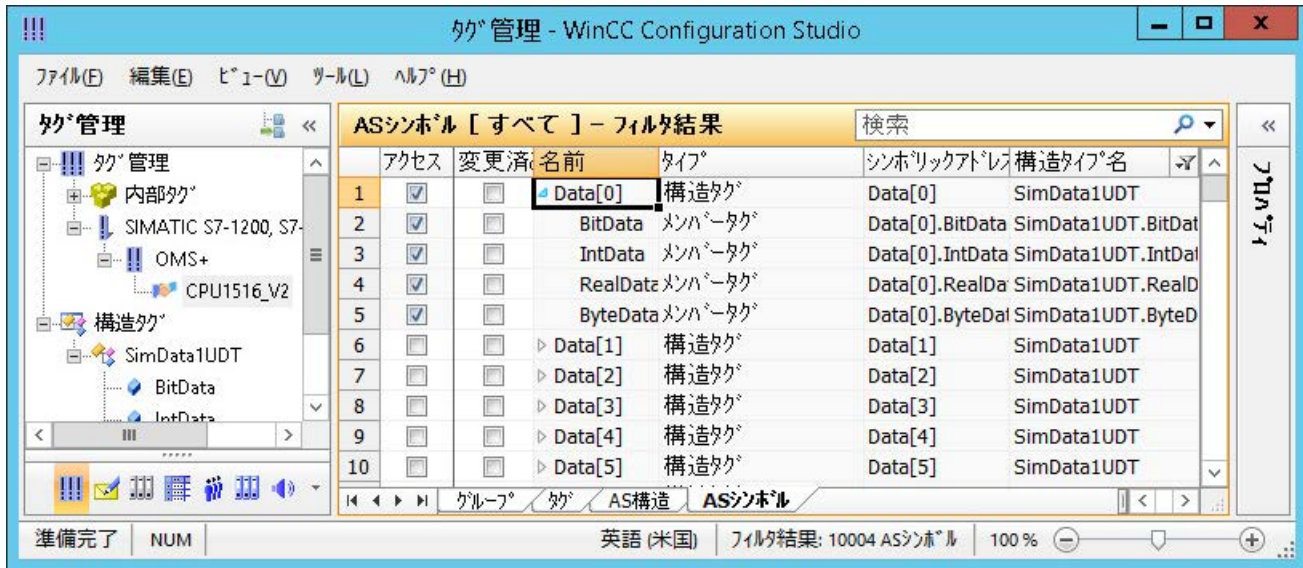 タグ管理 - WinCC Configuration Studio
ファイル(F) 編集(E) ビュー(V) ツール(L) ヘルプ(H)
タグ管理
タグ管理
内部タグ
SIMATIC S7-1200, S7-
OMS+
CPU1516_V2
構造タグ
SimData1UDT
BitData
IntData
ASシンボル [ すべて ] - フィルタ結果
検索
アクセス 変更済 名前 タイプ シンボリックアドレス 構造タイプ名
1 Data[0] 構造タグ Data[0] SimData1UDT
2 BitData メンバータグ Data[0].BitData SimData1UDT.BitDat
3 IntData メンバータグ Data[0].IntData SimData1UDT.IntDat
4 RealData メンバータグ Data[0].RealDa SimData1UDT.RealD
5 ByteData メンバータグ Data[0].ByteDat SimData1UDT.ByteD
6 Data[1] 構造タグ Data[1] SimData1UDT
7 Data[2] 構造タグ Data[2] SimData1UDT
8 Data[3] 構造タグ Data[3] SimData1UDT
9 Data[4] 構造タグ Data[4] SimData1UDT
10 Data[5] 構造タグ Data[5] SimData1UDT
グループ タグ AS構造 ASシンボル
プロパティ
準備完了 NUM 英語 (米国) フィルタ結果: 10004 ASシンボル 100 %